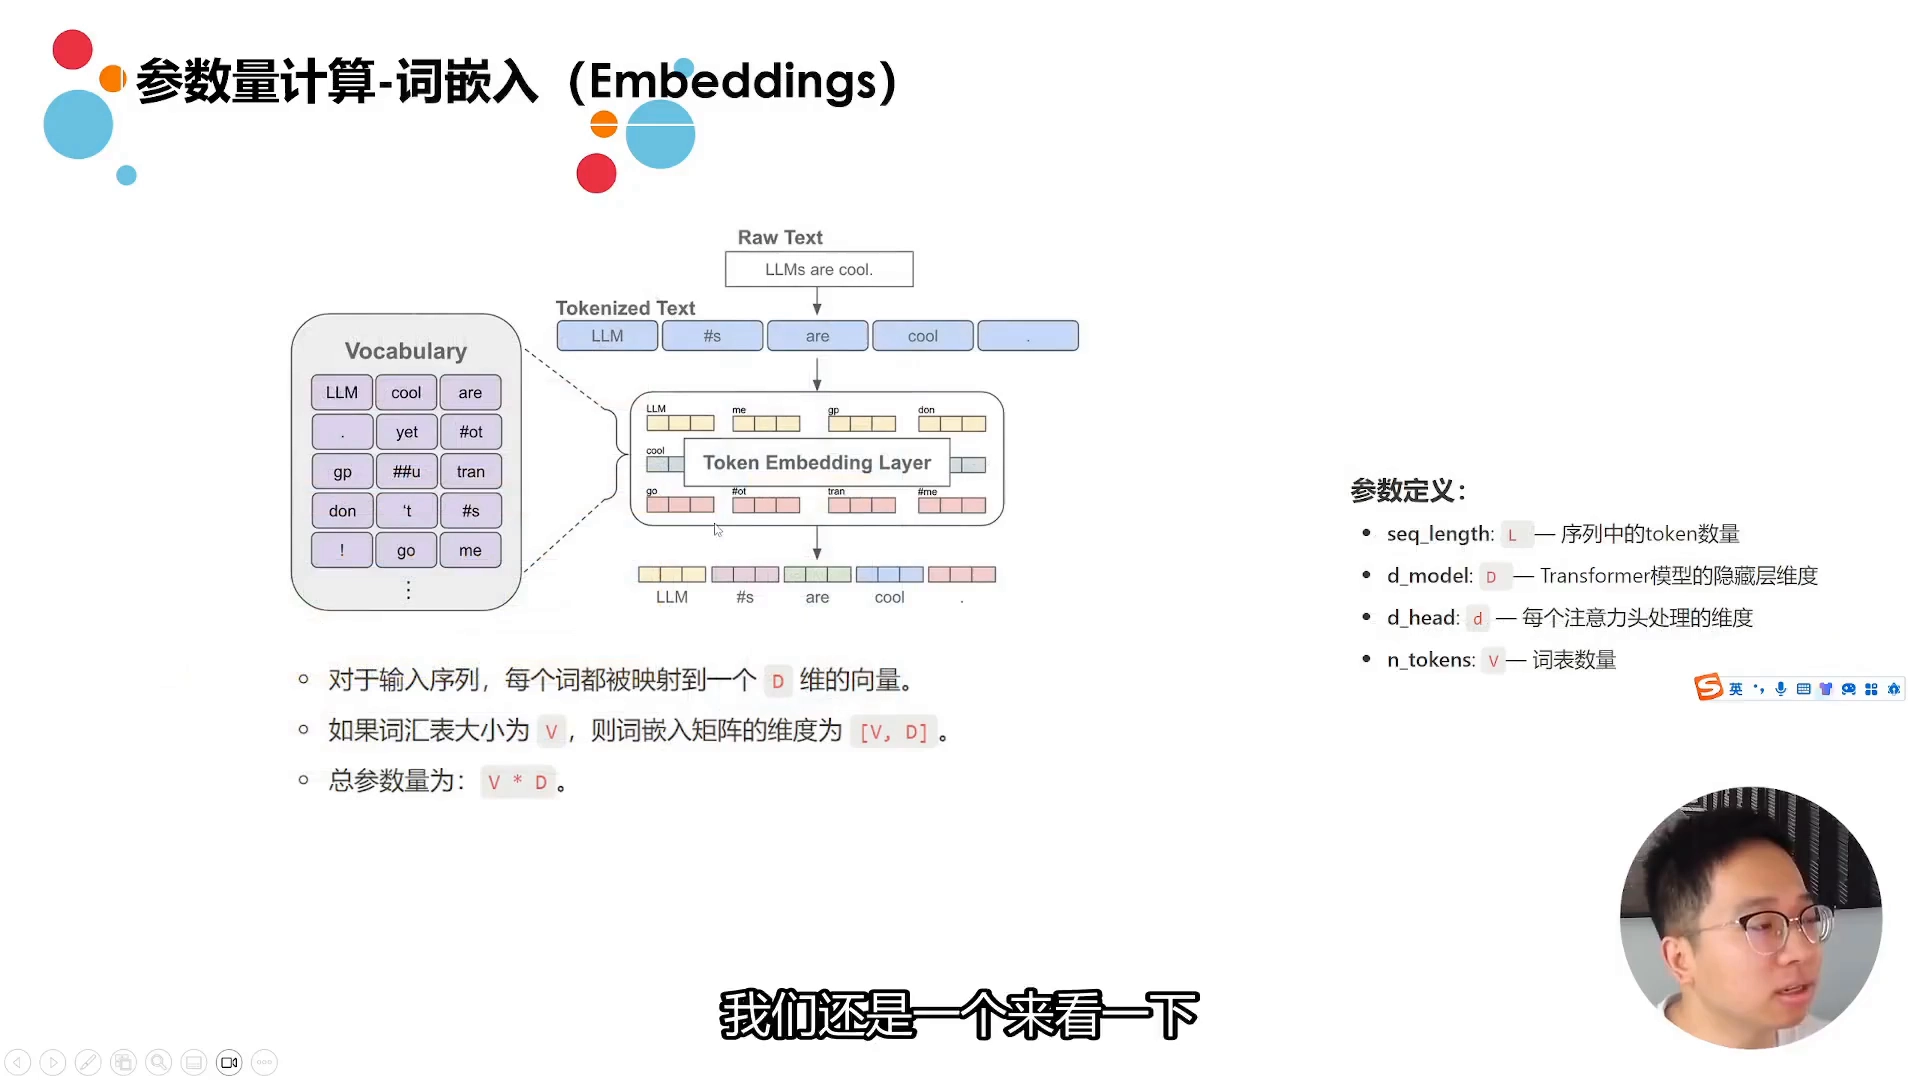 参数量计算-词嵌入（Embeddings）
Raw Text
LLMs are cool.
Tokenized Text
LLM #s are cool .
Vocabulary
LLM cool are
. yet #ot
gp ##u tran
don 't #s
! go me
⋮
LLM me gp don
cool
Token Embedding Layer
go #ot tran #me
LLM #s are cool .
对于输入序列，每个词都被映射到一个 D 维的向量。
如果词汇表大小为 V，则词嵌入矩阵的维度为 [V, D]。
总参数量为： V * D。
参数定义：
seq_length: L — 序列中的token数量
d_model: D — Transformer模型的隐藏层维度
d_head: d — 每个注意力头处理的维度
n_tokens: V — 词表数量
英
我们还是一个来看一下